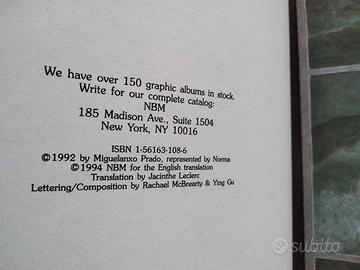 We have over 150 graphic albums in stock.
Write for our complete catalog:
NBM
185 Madison Ave., Suite 1504
New York, NY 10016
ISBN 1-56163-108-6
©1992 by Miguelanxo Prado, represented by Norma
©1994 NBM for the English translation
Translation by Jacinthe Leclerc
Lettering/Composition by Rachael McBrearty & Ying Gu
subito